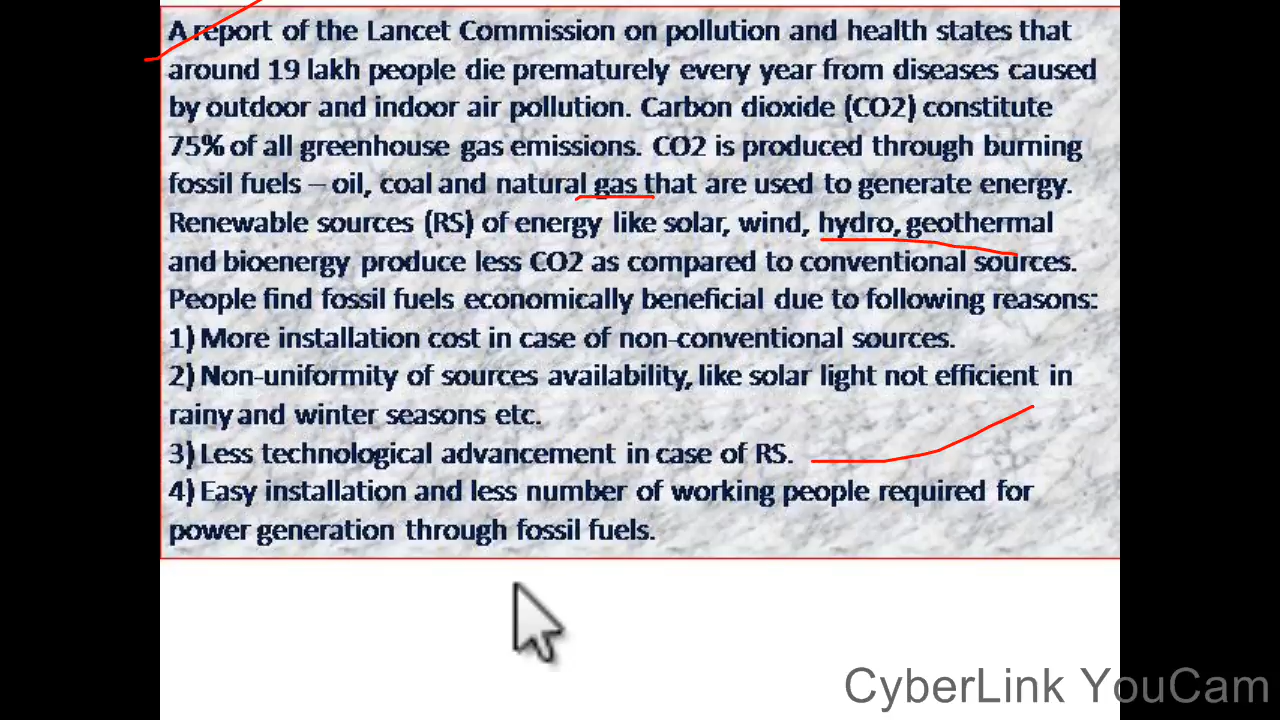 A report of the Lancet Commission on pollution and health states that
around 19 lakh people die prematurely every year from diseases caused
by outdoor and indoor air pollution. Carbon dioxide (CO2) constitute
75% of all greenhouse gas emissions. CO2 is produced through burning
fossil fuels – oil, coal and natural gas that are used to generate energy.
Renewable sources (RS) of energy like solar, wind, hydro, geothermal
and bioenergy produce less CO2 as compared to conventional sources.
People find fossil fuels economically beneficial due to following reasons:
1) More installation cost in case of non-conventional sources.
2) Non-uniformity of sources availability, like solar light not efficient in
rainy and winter seasons etc.
3) Less technological advancement in case of RS.
4) Easy installation and less number of working people required for
power generation through fossil fuels.
CyberLink YouCam